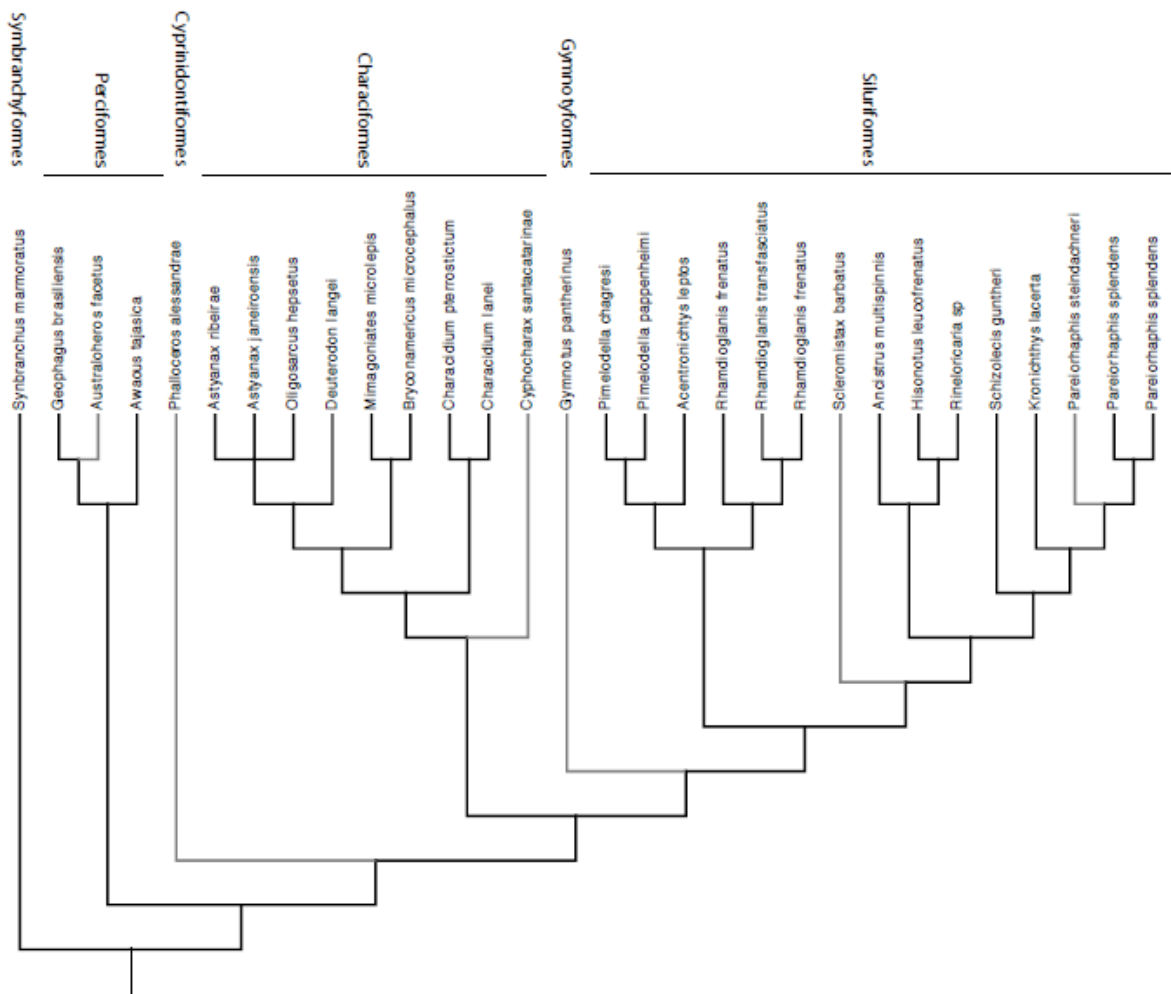 Symbranchyformes
Perciformes
Cyprinidontiformes
Characiformes
Gymnotyformes
Siluriformes
Synbranchus marmoratus
Geophagus brasiliensis
Australoheros facetus
Awaous tajasica
Phalloceros alessandrae
Astyanax ribeirae
Astyanax janeiroensis
Oligosarcus hepsetus
Deuterodon langei
Mimagoniates microlepis
Bryconamericus microcephalus
Characidium pterrostictum
Characidium lanei
Cyphocharax santacatarinae
Gymnotus pantherinus
Pimelodella chagresi
Pimelodella pappenheimi
Acentronichtys leptos
Rhamdioglanis frenatus
Rhamdioglanis transfasciatus
Rhamdioglanis frenatus
Scleromistax barbatus
Ancistrus multispinnis
Hisonotus leucofrenatus
Rineloricaria sp
Schizolecis guntheri
Kronichthys lacerta
Pareiorhaphis steindachneri
Pareiorhaphis splendens
Pareiorhaphis splendens